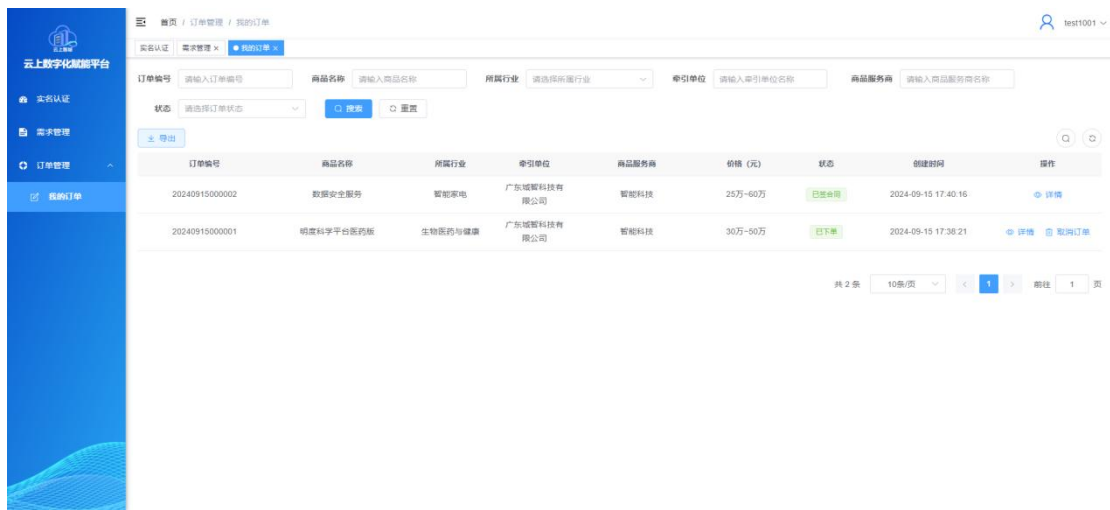 云上赋能
云上数字化赋能平台
实名认证
需求管理
订单管理
我的订单
首页 / 订单管理 / 我的订单
test1001
实名认证 需求管理 × 我的订单 ×
订单编号 请输入订单编号 商品名称 请输入商品名称 所属行业 请选择所属行业 牵引单位 请输入牵引单位名称 商品服务商 请输入商品服务商名称
状态 请选择订单状态 搜索 重置
导出
订单编号 商品名称 所属行业 牵引单位 商品服务商 价格（元） 状态 创建时间 操作
20240915000002 数据安全服务 智能家电 广东域智科技有限公司 智能科技 25万~60万 已签合同 2024-09-15 17:40:16 详情
20240915000001 明度科学平台医药版 生物医药与健康 广东域智科技有限公司 智能科技 30万~50万 已下单 2024-09-15 17:38:21 详情 取消订单
共 2 条 10条/页 < 1 > 前往 1 页